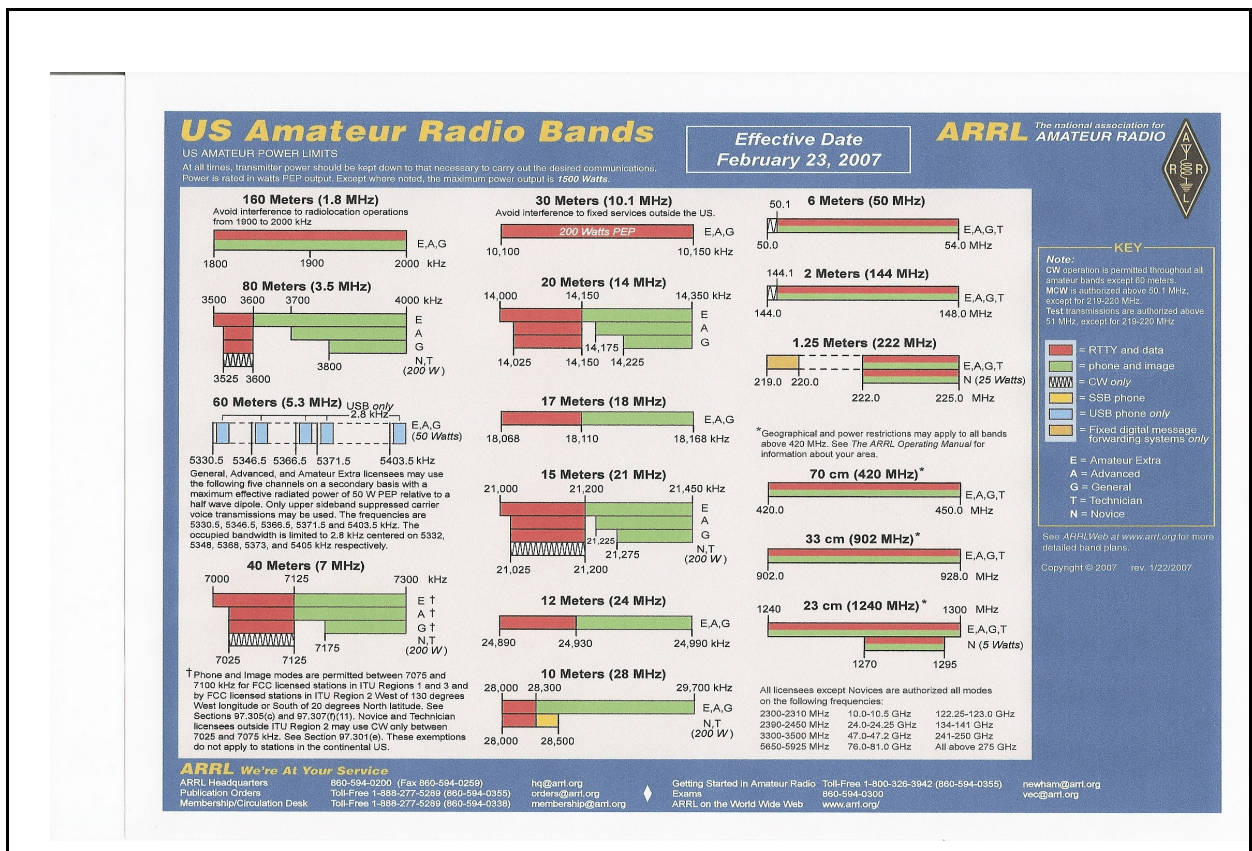 US Amateur Radio Bands
US AMATEUR POWER LIMITS
At all times, transmitter power should be kept down to that necessary to carry out the desired communications.
Power is rated in watts PEP output. Except where noted, the maximum power output is 1500 Watts.
Effective Date
February 23, 2007
ARRL The national association for
AMATEUR RADIO
A
R R
L
160 Meters (1.8 MHz)
Avoid interference to radiolocation operations
from 1900 to 2000 kHz
E,A,G
1800 1900 2000 kHz
80 Meters (3.5 MHz)
3500 3600 3700 4000 kHz
E
A
G
N,T
(200 W)
3800
3525 3600
60 Meters (5.3 MHz)
USB only
2.8 kHz
E,A,G
(50 Watts)
5330.5 5346.5 5366.5 5371.5 5403.5 kHz
General, Advanced, and Amateur Extra licensees may use
the following five channels on a secondary basis with a
maximum effective radiated power of 50 W PEP relative to a
half wave dipole. Only upper sideband suppressed carrier
voice transmissions may be used. The frequencies are
5330.5, 5346.5, 5366.5, 5371.5 and 5403.5 kHz. The
occupied bandwidth is limited to 2.8 kHz centered on 5332,
5348, 5368, 5373, and 5405 kHz respectively.
40 Meters (7 MHz)
7000 7125 7300 kHz
E †
A †
G †
N,T
(200 W)
7175
7025 7125
† Phone and Image modes are permitted between 7075 and
7100 kHz for FCC licensed stations in ITU Regions 1 and 3 and
by FCC licensed stations in ITU Region 2 West of 130 degrees
West longitude or South of 20 degrees North latitude. See
Sections 97.305(c) and 97.307(f)(11). Novice and Technician
licensees outside ITU Region 2 may use CW only between
7025 and 7075 kHz. See Section 97.301(e). These exemptions
do not apply to stations in the continental US.
30 Meters (10.1 MHz)
Avoid interference to fixed services outside the US.
200 Watts PEP
E,A,G
10,100 10,150 kHz
20 Meters (14 MHz)
14,000 14,150 14,350 kHz
E
A
G
14,175
14,025 14,150 14,225
17 Meters (18 MHz)
E,A,G
18,068 18,110 18,168 kHz
15 Meters (21 MHz)
21,000 21,200 21,450 kHz
E
A
G
21,225
N,T
(200 W)
21,275
21,025 21,200
12 Meters (24 MHz)
E,A,G
24,890 24,930 24,990 kHz
10 Meters (28 MHz)
28,000 28,300 29,700 kHz
E,A,G
N,T
(200 W)
28,000 28,500
6 Meters (50 MHz)
50.1
E,A,G,T
50.0 54.0 MHz
2 Meters (144 MHz)
144.1
E,A,G,T
144.0 148.0 MHz
1.25 Meters (222 MHz)
E,A,G,T
N (25 Watts)
219.0 220.0
222.0 225.0 MHz
*Geographical and power restrictions may apply to all bands
above 420 MHz. See The ARRL Operating Manual for
information about your area.
70 cm (420 MHz)*
E,A,G,T
420.0 450.0 MHz
33 cm (902 MHz)*
E,A,G,T
902.0 928.0 MHz
23 cm (1240 MHz)*
1240 1300 MHz
E,A,G,T
N (5 Watts)
1270 1295
All licensees except Novices are authorized all modes
on the following frequencies:
2300-2310 MHz 10.0-10.5 GHz 122.25-123.0 GHz
2390-2450 MHz 24.0-24.25 GHz 134-141 GHz
3300-3500 MHz 47.0-47.2 GHz 241-250 GHz
5650-5925 MHz 76.0-81.0 GHz All above 275 GHz
KEY
Note:
CW operation is permitted throughout all
amateur bands except 60 meters.
MCW is authorized above 50.1 MHz,
except for 219-220 MHz.
Test transmissions are authorized above
51 MHz, except for 219-220 MHz
= RTTY and data
= phone and image
= CW only
= SSB phone
= USB phone only
= Fixed digital message
forwarding systems only
E = Amateur Extra
A = Advanced
G = General
T = Technician
N = Novice
See ARRLWeb at www.arrl.org for more
detailed band plans.
Copyright © 2007 rev. 1/22/2007
ARRL We're At Your Service
ARRL Headquarters 860-594-0200 (Fax 860-594-0259) hq@arrl.org
Publication Orders Toll-Free 1-888-277-5289 (860-594-0355) orders@arrl.org
Membership/Circulation Desk Toll-Free 1-888-277-5289 (860-594-0338) membership@arrl.org
Getting Started in Amateur Radio Toll-Free 1-800-326-3942 (860-594-0355) newham@arrl.org
Exams 860-594-0300 vec@arrl.org
ARRL on the World Wide Web www.arrl.org/